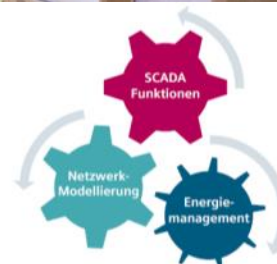 SCADA
Funktionen
Netzwerk-
Modellierung
Energie-
management